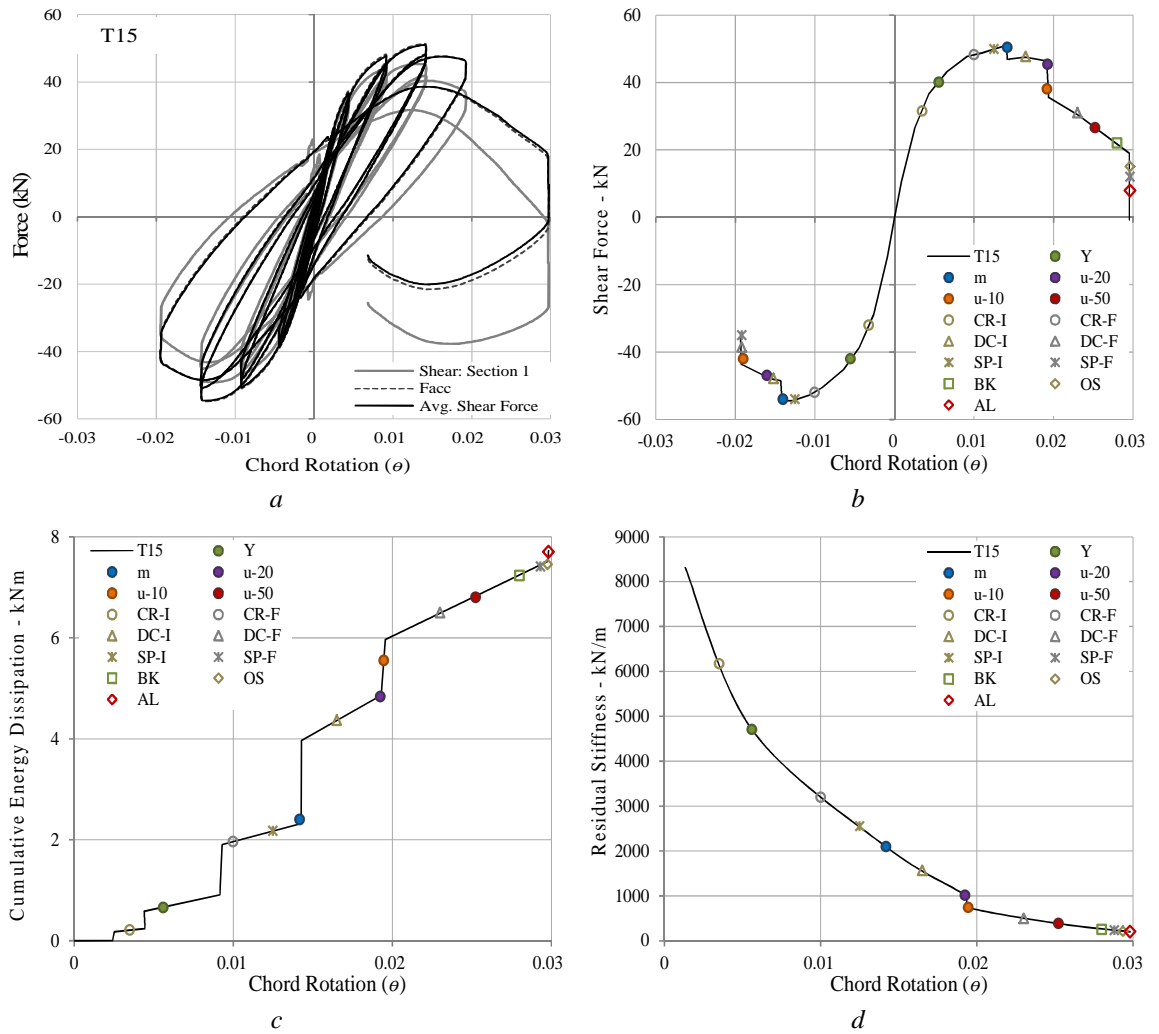 T15
60
40
20
0
-20
-40
-60
Force (kN)
-0.03
-0.02
-0.01
0
0.01
0.02
0.03
Chord Rotation (ɵ)
Shear: Section 1
Facc
Avg. Shear Force
a
60
40
20
0
-20
-40
-60
Shear Force - kN
-0.03
-0.02
-0.01
0
0.01
0.02
0.03
Chord Rotation (ɵ)
T15
Y
m
u-20
u-10
u-50
CR-I
CR-F
DC-I
DC-F
SP-I
SP-F
BK
OS
AL
b
8
6
4
2
0
Cumulative Energy Dissipation - kNm
0
0.01
0.02
0.03
Chord Rotation (ɵ)
T15
Y
m
u-20
u-10
u-50
CR-I
CR-F
DC-I
DC-F
SP-I
SP-F
BK
OS
AL
c
9000
8000
7000
6000
5000
4000
3000
2000
1000
0
Residual Stiffness - kN/m
0
0.01
0.02
0.03
Chord Rotation (ɵ)
T15
Y
m
u-20
u-10
u-50
CR-I
CR-F
DC-I
DC-F
SP-I
SP-F
BK
OS
AL
d